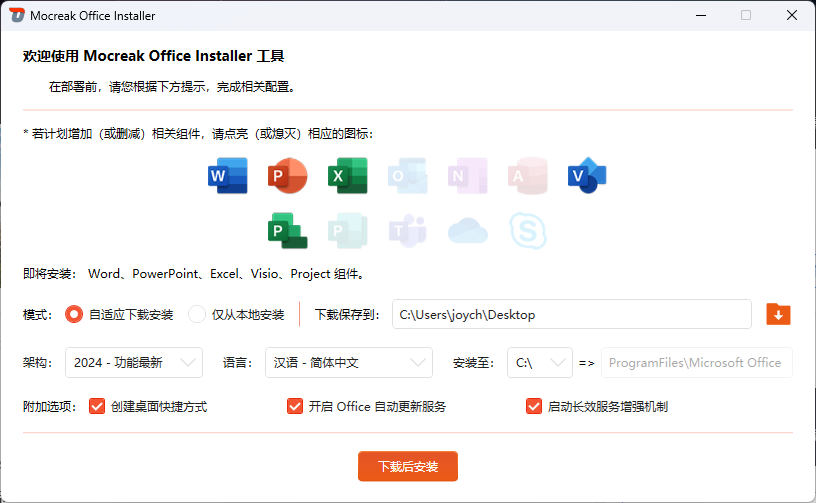 Mocreak Office Installer
欢迎使用 Mocreak Office Installer 工具
在部署前，请您根据下方提示，完成相关配置。
* 若计划增加（或删减）相关组件，请点亮（或熄灭）相应的图标：
W P X O N A V
P P T S
即将安装： Word、PowerPoint、Excel、Visio、Project 组件。
模式： 自适应下载安装 仅从本地安装 下载保存到： C:\Users\joych\Desktop
架构： 2024 - 功能最新 语言： 汉语 - 简体中文 安装至： C:\ => ProgramFiles\Microsoft Office
附加选项： 创建桌面快捷方式 开启 Office 自动更新服务 启动长效服务增强机制
下载后安装